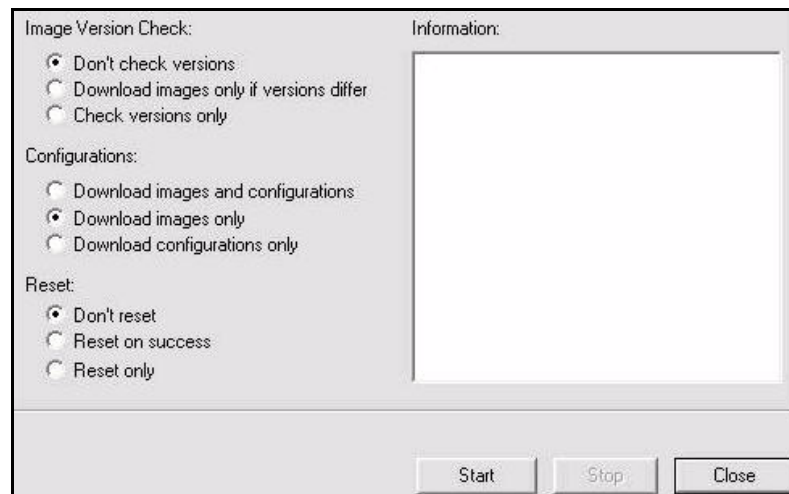 Image Version Check:
Don't check versions
Download images only if versions differ
Check versions only
Configurations:
Download images and configurations
Download images only
Download configurations only
Reset:
Don't reset
Reset on success
Reset only
Information:
Start
Stop
Close